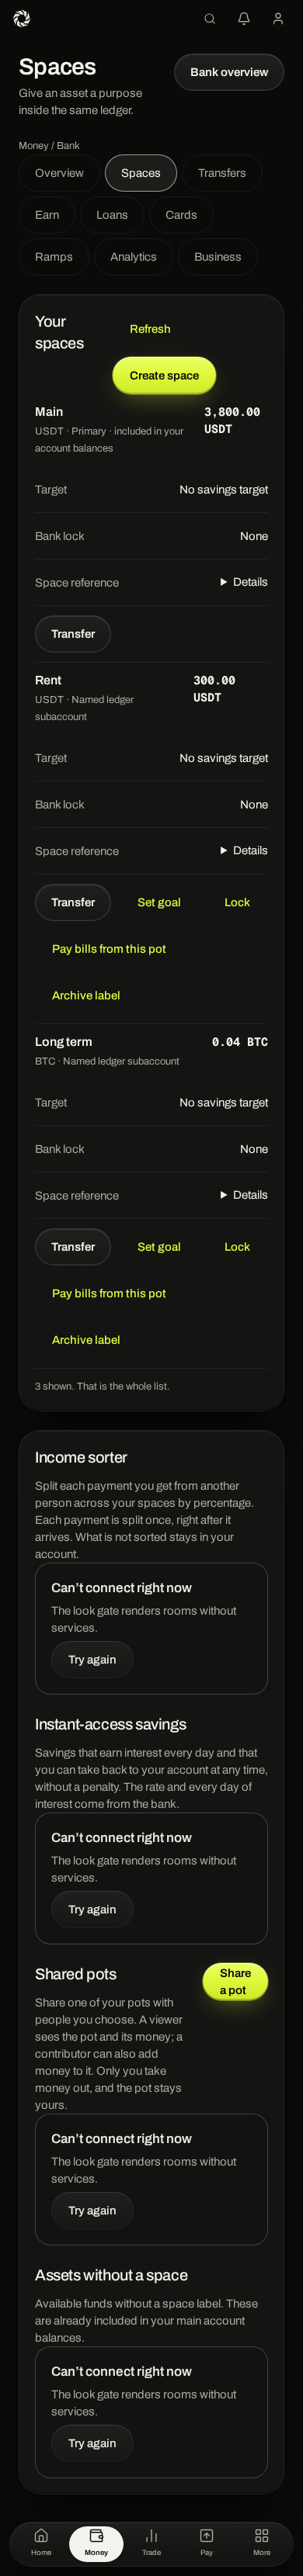 Spaces
Bank overview
Give an asset a purpose
inside the same ledger.
Money / Bank
Overview
Spaces
Transfers
Earn
Loans
Cards
Ramps
Analytics
Business
Your
spaces
Refresh
Create space
Main
3,800.00
USDT
USDT · Primary · included in your
account balances
Target
No savings target
Bank lock
None
Space reference
▶ Details
Transfer
Rent
300.00
USDT
USDT · Named ledger
subaccount
Target
No savings target
Bank lock
None
Space reference
▶ Details
Transfer
Set goal
Lock
Pay bills from this pot
Archive label
Long term
0.04 BTC
BTC · Named ledger subaccount
Target
No savings target
Bank lock
None
Space reference
▶ Details
Transfer
Set goal
Lock
Pay bills from this pot
Archive label
3 shown. That is the whole list.
Income sorter
Split each payment you get from another
person across your spaces by percentage.
Each payment is split once, right after it
arrives. What is not sorted stays in your
account.
Can't connect right now
The look gate renders rooms without
services.
Try again
Instant-access savings
Savings that earn interest every day and that
you can take back to your account at any time,
without a penalty. The rate and every day of
interest come from the bank.
Can't connect right now
The look gate renders rooms without
services.
Try again
Shared pots
Share
a pot
Share one of your pots with
people you choose. A viewer
sees the pot and its money; a
contributor can also add
money to it. Only you take
money out, and the pot stays
yours.
Can't connect right now
The look gate renders rooms without
services.
Try again
Assets without a space
Available funds without a space label. These
are already included in your main account
balances.
Can't connect right now
The look gate renders rooms without
services.
Try again
Home
Money
Trade
Pay
More